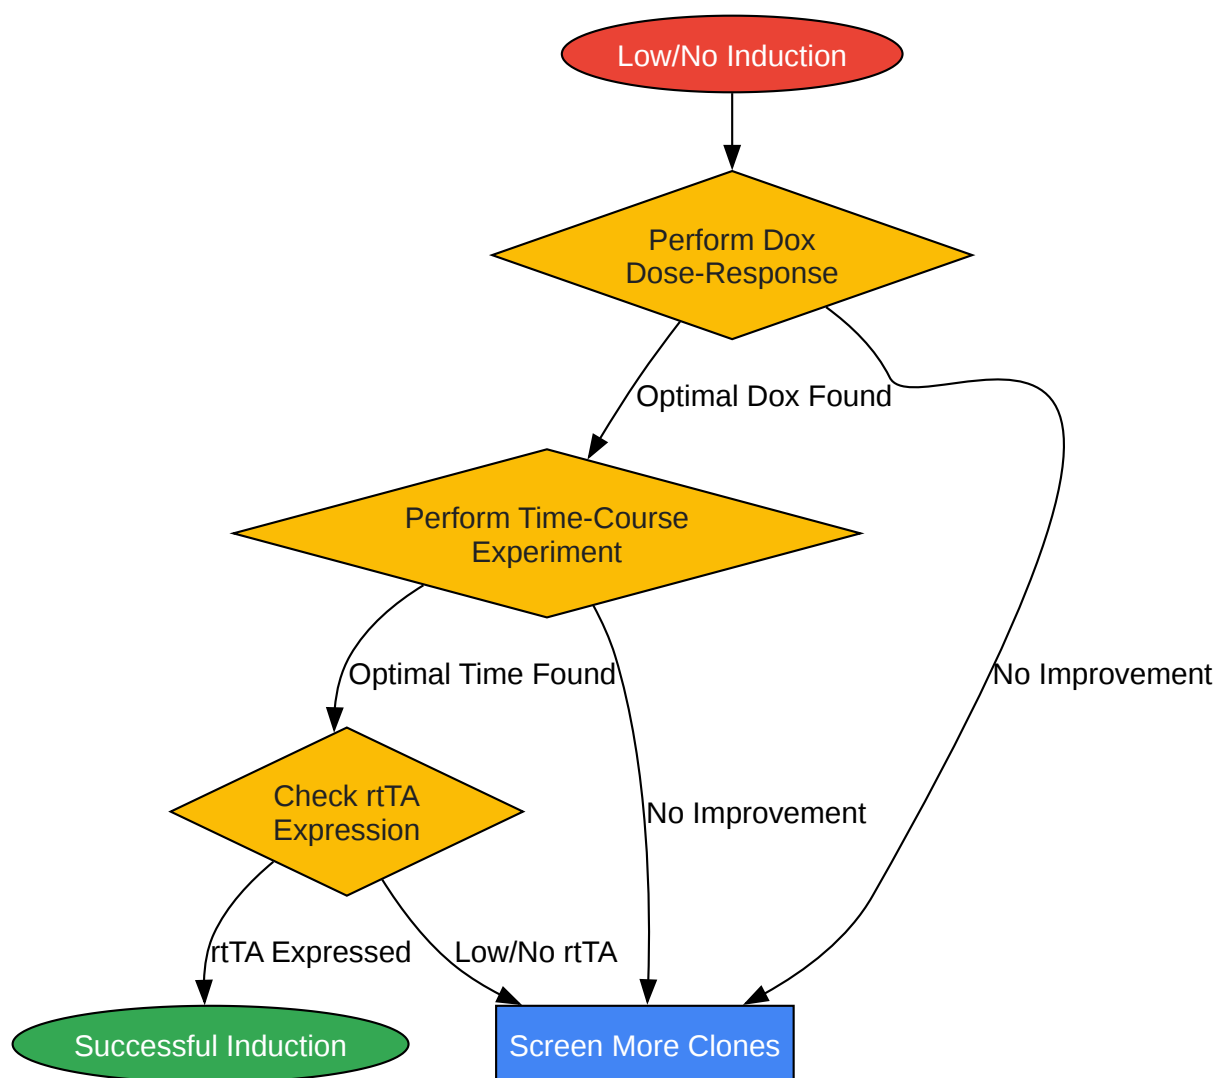 Low/No Induction
Perform Dox
Dose-Response
Optimal Dox Found
Perform Time-Course
Experiment
Optimal Time Found
No Improvement
Check rtTA
Expression
No Improvement
rtTA Expressed
Low/No rtTA
Successful Induction
Screen More Clones